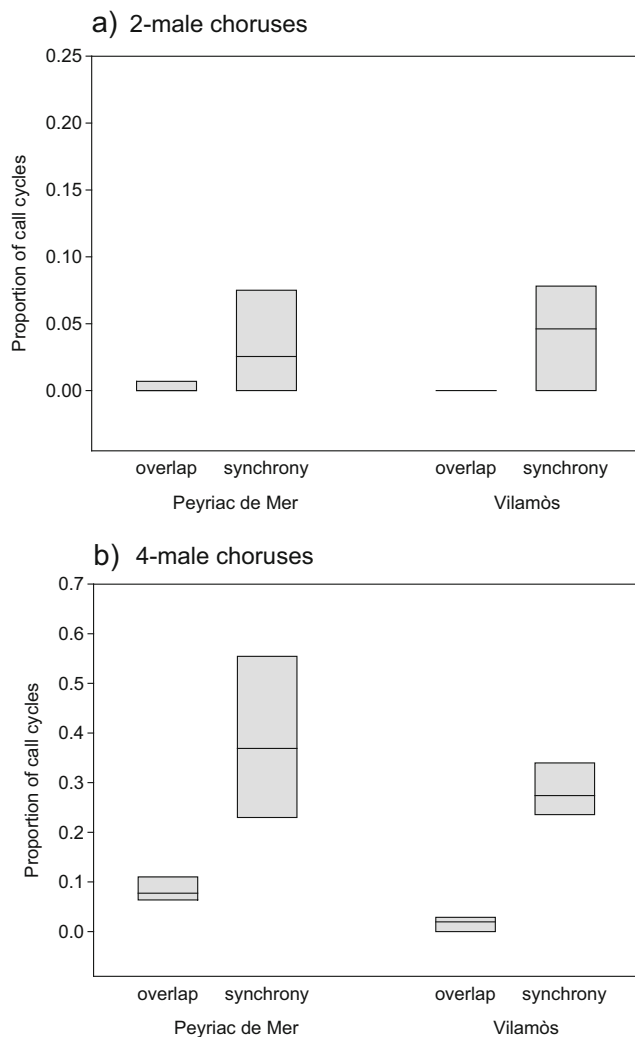 a) 2-male choruses
0.25
0.20
0.15
0.10
0.05
0.00
Proportion of call cycles
overlap synchrony overlap synchrony
Peyriac de Mer Vilamòs
b) 4-male choruses
0.7
0.6
0.5
0.4
0.3
0.2
0.1
0.0
Proportion of call cycles
overlap synchrony overlap synchrony
Peyriac de Mer Vilamòs